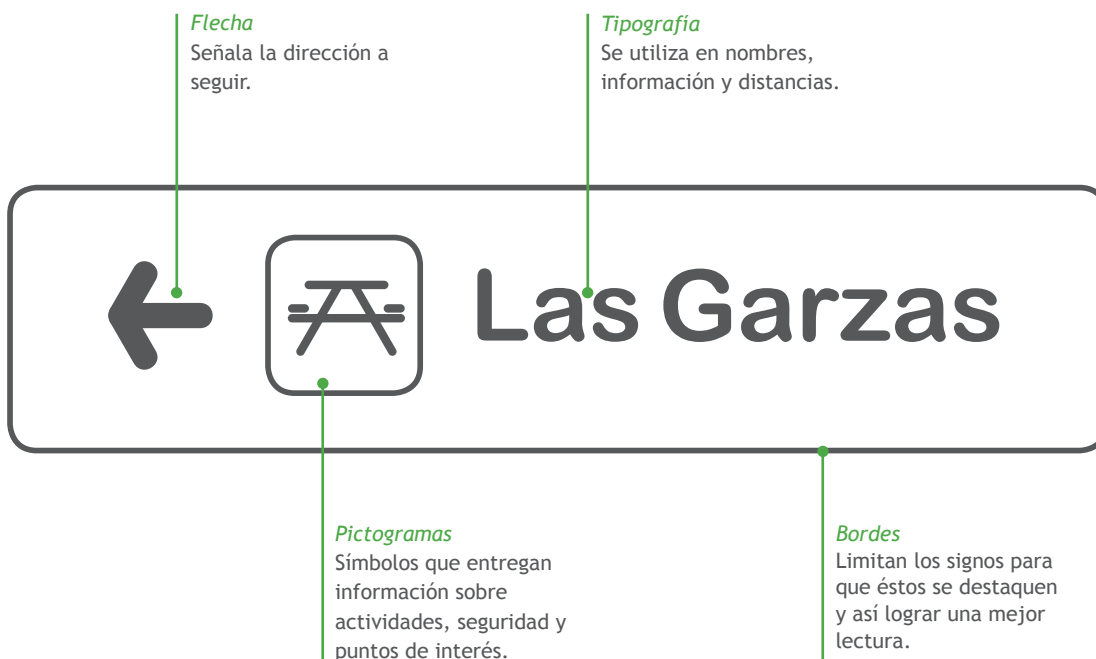 Flecha
Señala la dirección a
seguir.
Tipografía
Se utiliza en nombres,
información y distancias.
Las Garzas
Pictogramas
Símbolos que entregan
información sobre
actividades, seguridad y
puntos de interés.
Bordes
Limitan los signos para
que éstos se destaquen
y así lograr una mejor
lectura.